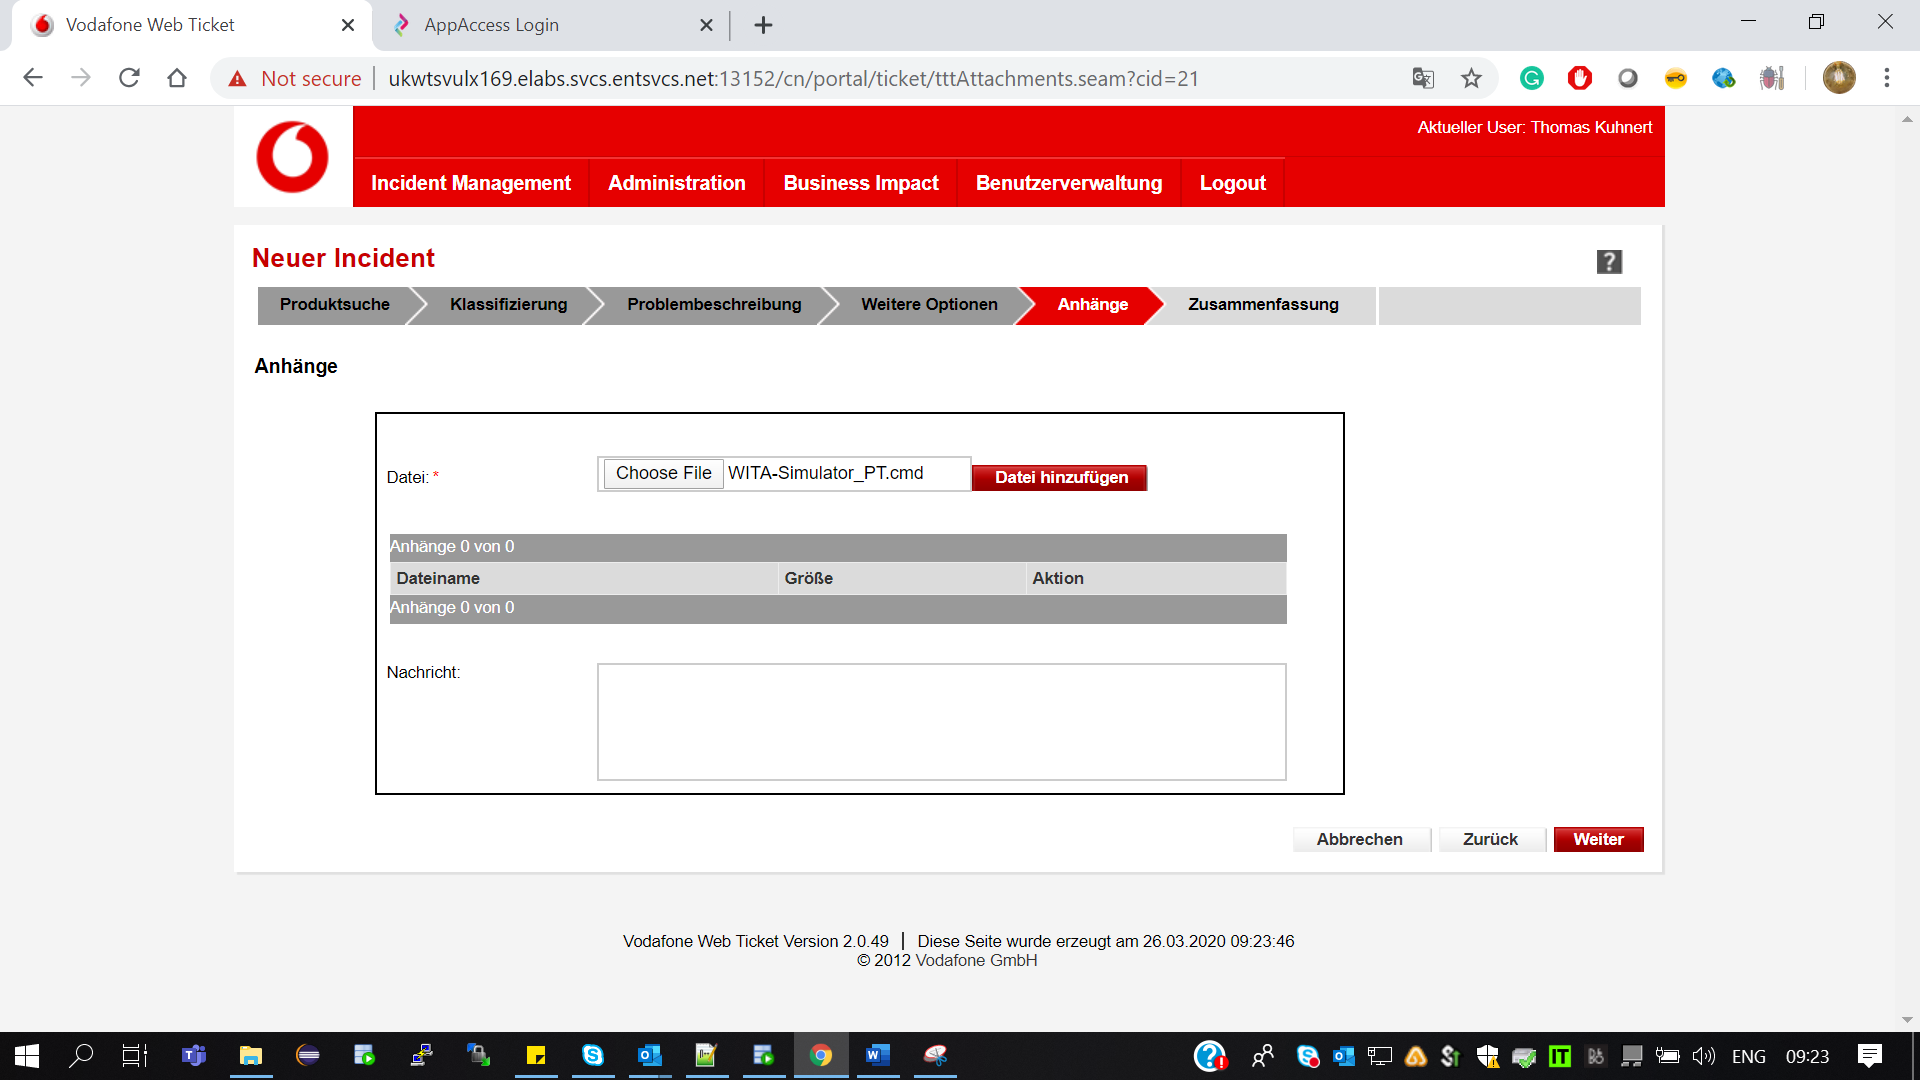 Vodafone Web Ticket
AppAccess Login
Not secure
ukwtsvulx169.elabs.svcs.entsvcs.net:13152/cn/portal/ticket/tttAttachments.seam?cid=21
Aktueller User: Thomas Kuhnert
Incident Management
Administration
Business Impact
Benutzerverwaltung
Logout
Neuer Incident
?
Produktsuche
Klassifizierung
Problembeschreibung
Weitere Optionen
Anhänge
Zusammenfassung
Anhänge
Datei: *
Choose File WITA-Simulator_PT.cmd
Datei hinzufügen
Anhänge 0 von 0
Dateiname Größe Aktion
Anhänge 0 von 0
Nachricht:
Abbrechen
Zurück
Weiter
Vodafone Web Ticket Version 2.0.49 | Diese Seite wurde erzeugt am 26.03.2020 09:23:46
© 2012 Vodafone GmbH
ENG 09:23